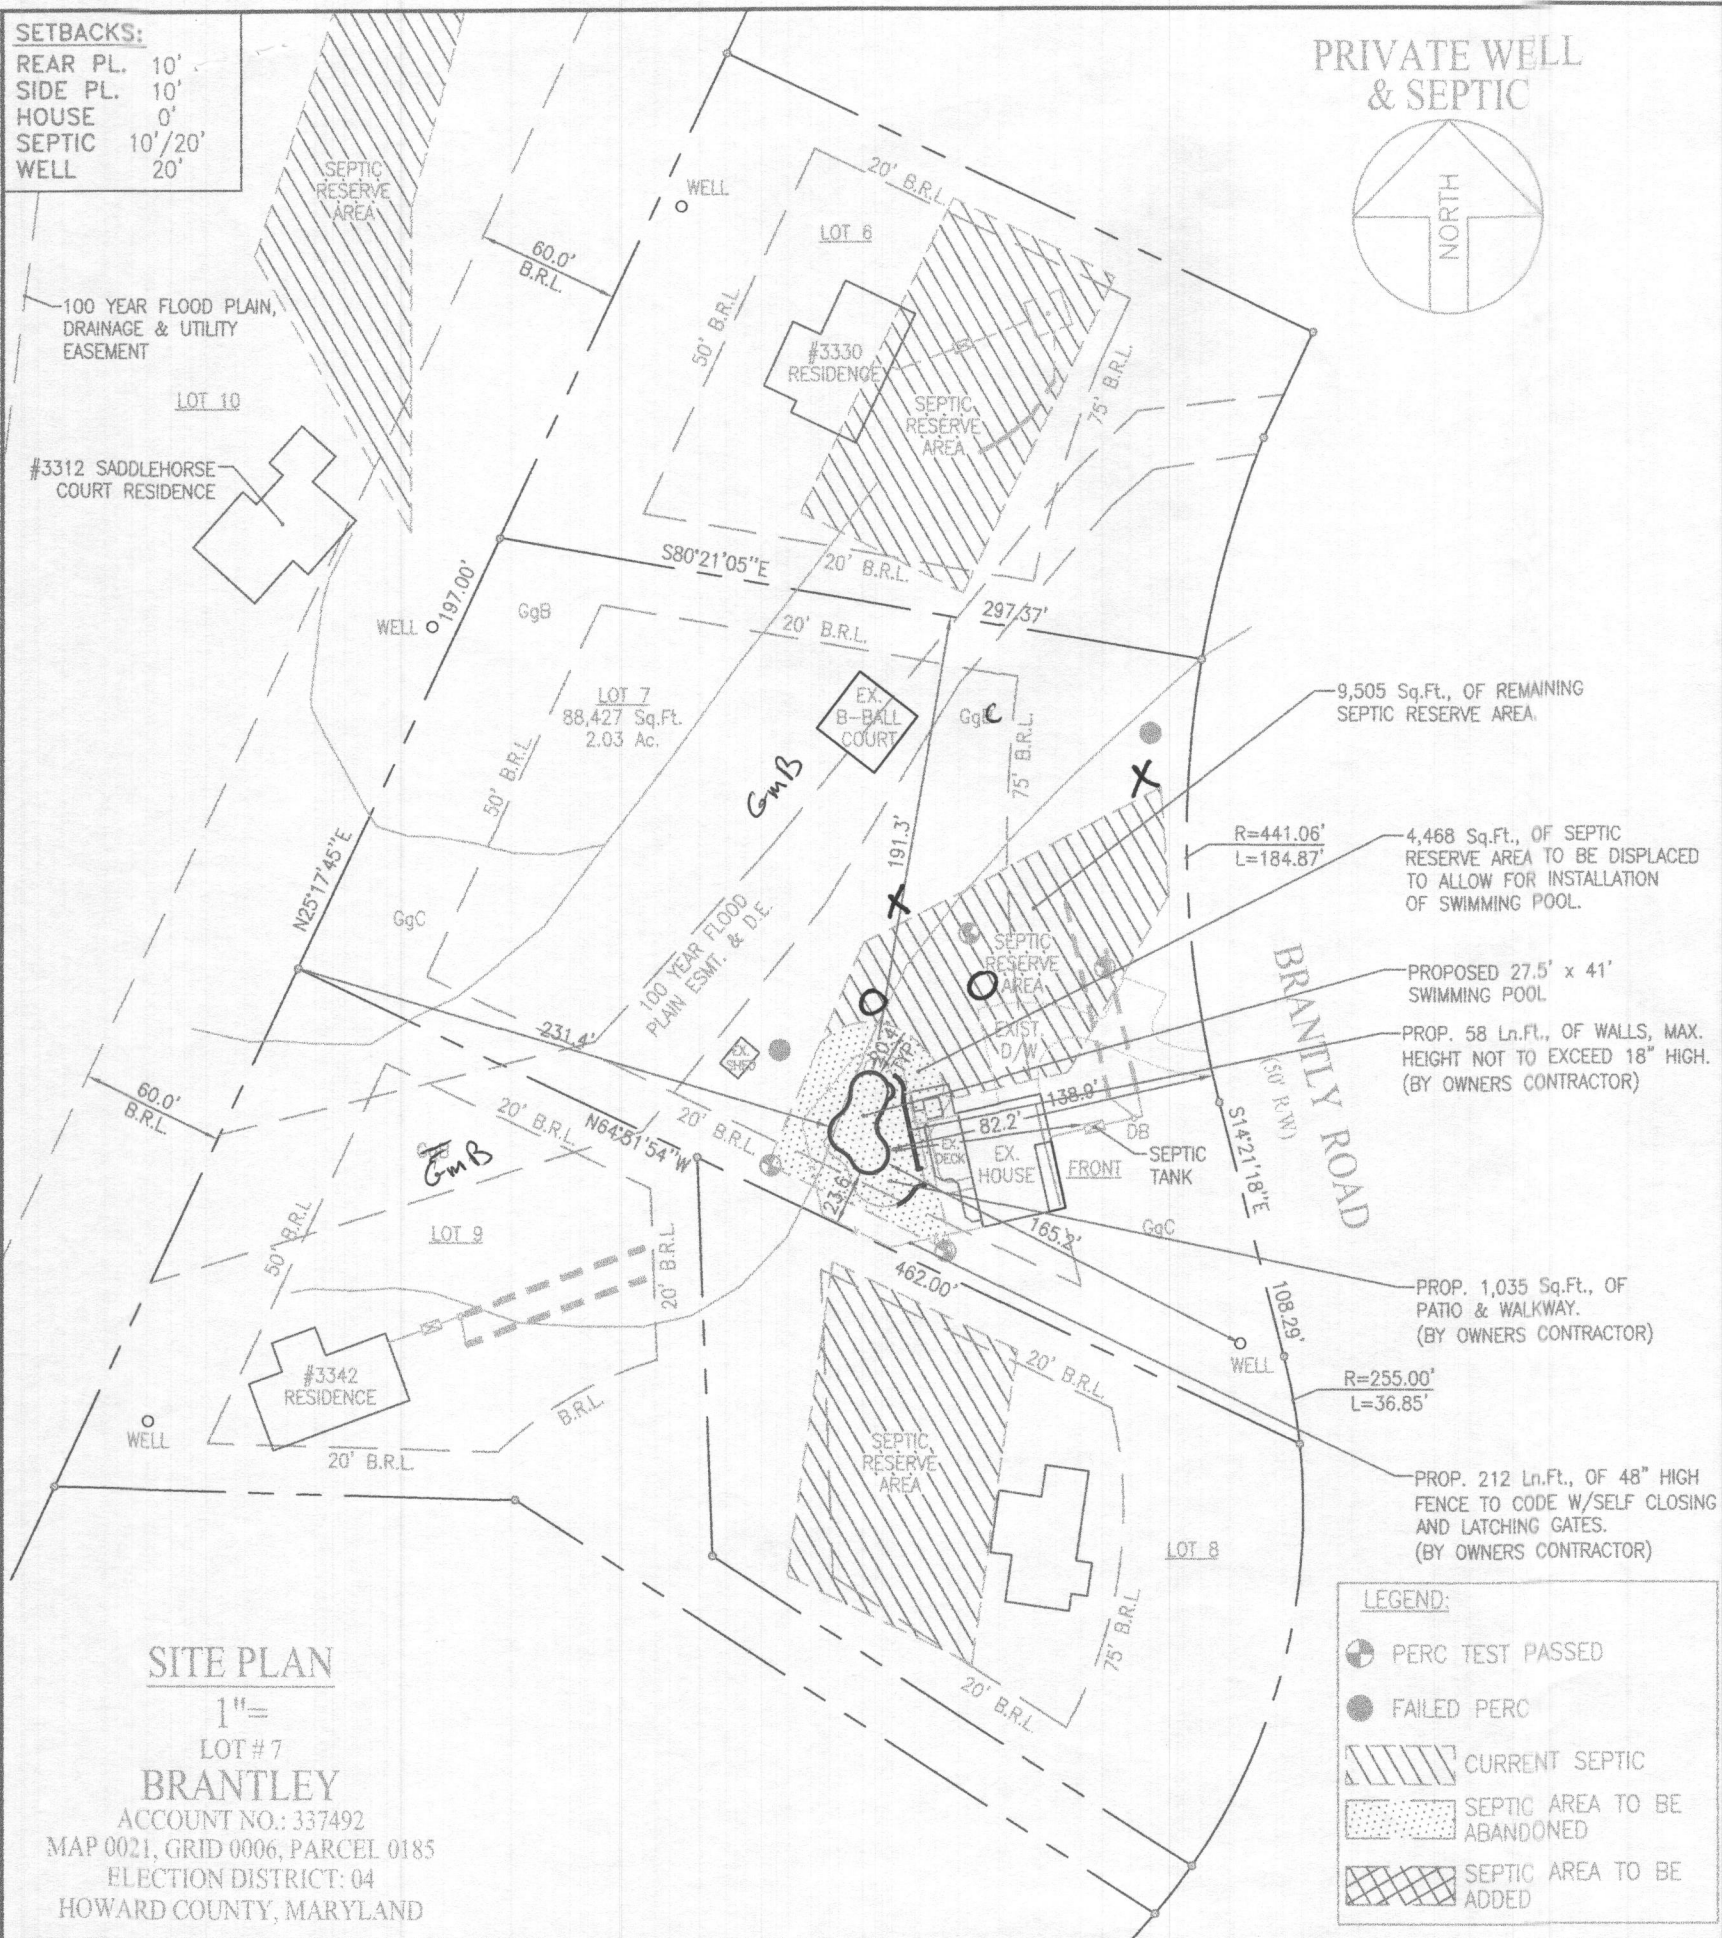 SETBACKS:
REAR PL. 10'
SIDE PL. 10'
HOUSE 0'
SEPTIC 10'/20'
WELL 20'
PRIVATE WELL
& SEPTIC
NORTH
SEPTIC
RESERVE
AREA
WELL
60.0'
B.R.L.
20' B.R.L.
LOT 6
50' B.R.L.
#3330
RESIDENCE
SEPTIC
RESERVE
AREA
75' B.R.L.
20' B.R.L.
100 YEAR FLOOD PLAIN,
DRAINAGE & UTILITY
EASEMENT
LOT 10
#3312 SADDLEHORSE
COURT RESIDENCE
S80°21'05"E
297.37'
197.00'
WELL
GgB
20' B.R.L.
LOT 7
88,427 Sq.Ft.
2.03 Ac.
50' B.R.L.
EX.
B-BALL
COURT
C
75' B.R.L.
GmB
X
X
191.3'
N25°17'45"E
GgC
100 YEAR FLOOD
PLAIN ESMT. & D.E.
9,505 Sq.Ft., OF REMAINING
SEPTIC RESERVE AREA.
R=441.06'
L=184.87'
4,468 Sq.Ft., OF SEPTIC
RESERVE AREA TO BE DISPLACED
TO ALLOW FOR INSTALLATION
OF SWIMMING POOL.
SEPTIC
RESERVE
AREA
EXIST.
D/W
BRANTLY ROAD
(50' R/W)
PROPOSED 27.5' x 41'
SWIMMING POOL
PROP. 58 Ln.Ft., OF WALLS, MAX.
HEIGHT NOT TO EXCEED 18" HIGH.
(BY OWNERS CONTRACTOR)
231.4'
EX.
SHED
60.0'
B.R.L.
20' B.R.L.
N64°51'54"W
20' B.R.L.
138.9'
82.2'
DB
EX.
DECK
EX.
HOUSE
FRONT
SEPTIC
TANK
S14°21'18"E
GmB
23.6'
165.2'
GgC
LOT 9
50' B.R.L.
20' B.R.L.
462.00'
108.29'
PROP. 1,035 Sq.Ft., OF
PATIO & WALKWAY.
(BY OWNERS CONTRACTOR)
WELL
20' B.R.L.
R=255.00'
L=36.85'
#3342
RESIDENCE
WELL
20' B.R.L.
B.R.L.
SEPTIC
RESERVE
AREA
LOT 8
75' B.R.L.
20' B.R.L.
PROP. 212 Ln.Ft., OF 48" HIGH
FENCE TO CODE W/SELF CLOSING
AND LATCHING GATES.
(BY OWNERS CONTRACTOR)
LEGEND:
PERC TEST PASSED
FAILED PERC
CURRENT SEPTIC
SEPTIC AREA TO BE
ABANDONED
SEPTIC AREA TO BE
ADDED
SITE PLAN
1"=
LOT # 7
BRANTLEY
ACCOUNT NO.: 337492
MAP 0021, GRID 0006, PARCEL 0185
ELECTION DISTRICT: 04
HOWARD COUNTY, MARYLAND